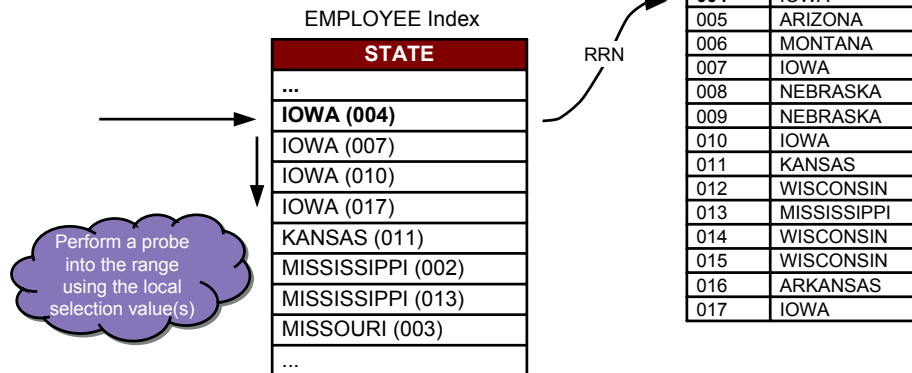 EMPLOYEE Index
STATE
...
IOWA (004)
IOWA (007)
IOWA (010)
IOWA (017)
KANSAS (011)
MISSISSIPPI (002)
MISSISSIPPI (013)
MISSOURI (003)
...
Perform a probe
into the range
using the local
selection value(s)
RRN
004 IOWA
005 ARIZONA
006 MONTANA
007 IOWA
008 NEBRASKA
009 NEBRASKA
010 IOWA
011 KANSAS
012 WISCONSIN
013 MISSISSIPPI
014 WISCONSIN
015 WISCONSIN
016 ARKANSAS
017 IOWA